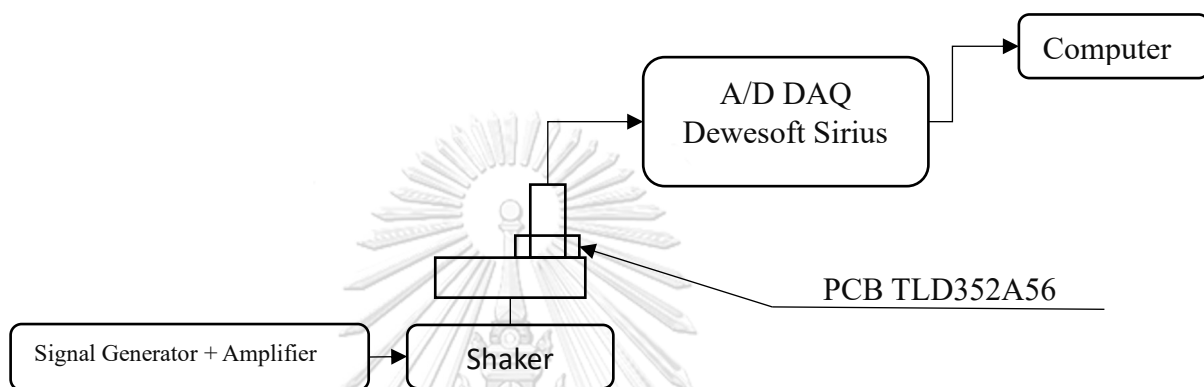 Computer
A/D DAQ
Dewesoft Sirius
PCB TLD352A56
Signal Generator + Amplifier
Shaker